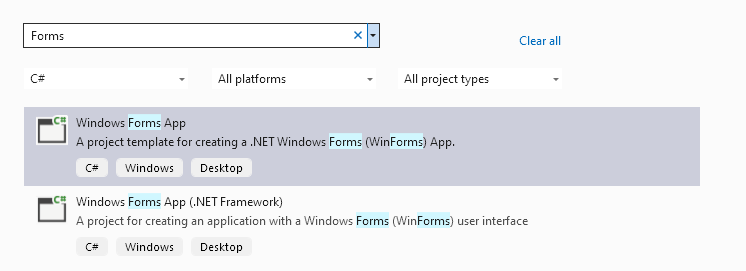 Forms
Clear all
C# All platforms All project types
C#
Windows Forms App
A project template for creating a .NET Windows Forms (WinForms) App.
C# Windows Desktop
C#
Windows Forms App (.NET Framework)
A project for creating an application with a Windows Forms (WinForms) user interface
C# Windows Desktop